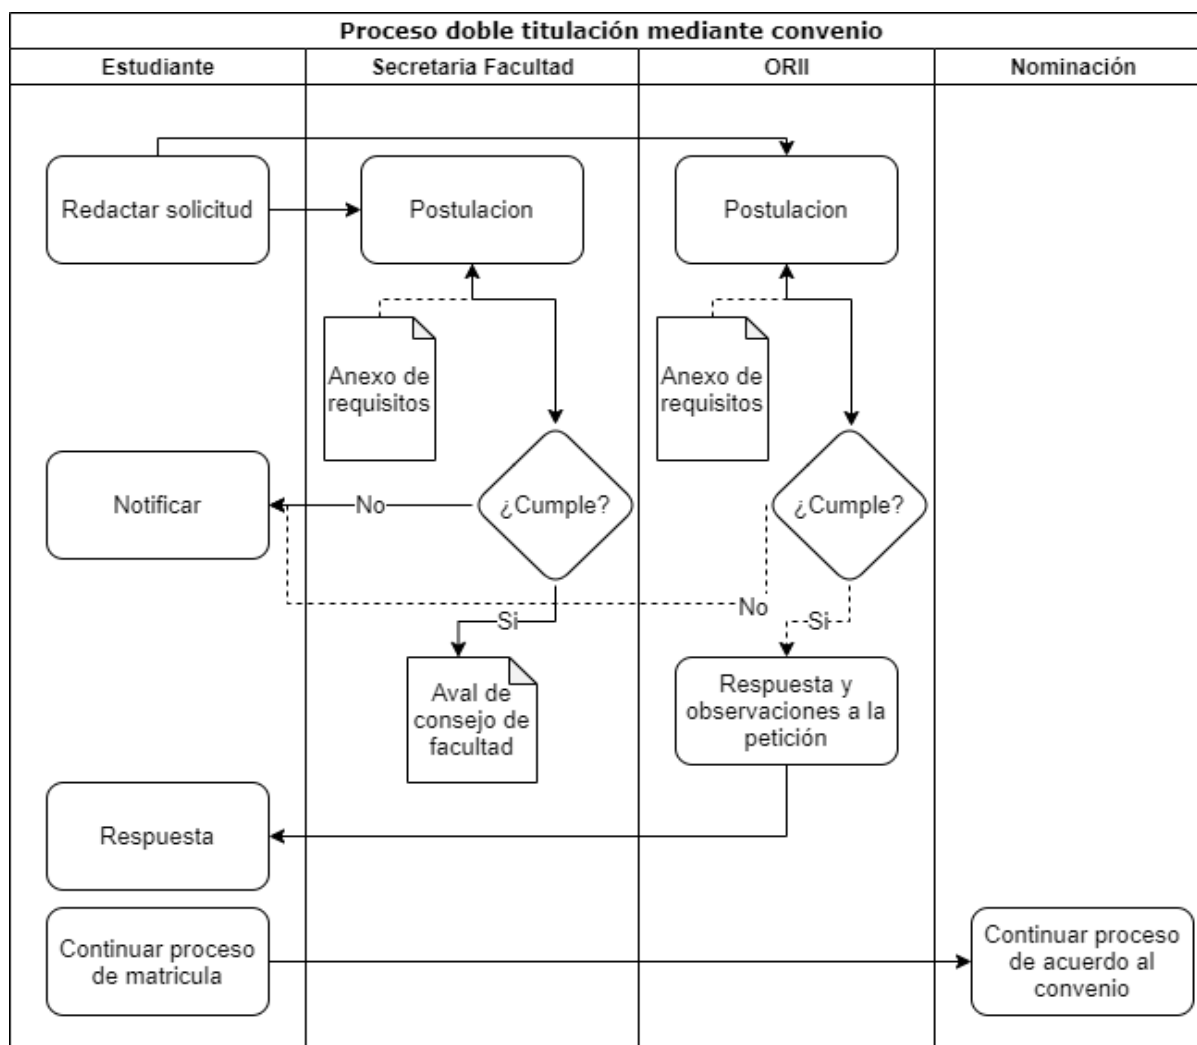 Proceso doble titulación mediante convenio
Estudiante
Secretaria Facultad
ORII
Nominación
Redactar solicitud
Postulacion
Postulacion
Anexo de
requisitos
Anexo de
requisitos
Notificar
No
¿Cumple?
¿Cumple?
No
Si
Si
Aval de
consejo de
facultad
Respuesta y
observaciones a la
petición
Respuesta
Continuar proceso
de matricula
Continuar proceso
de acuerdo al
convenio